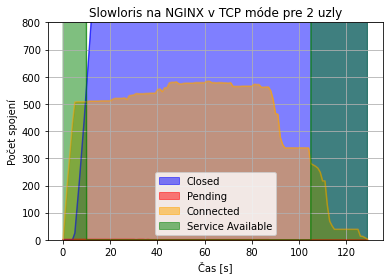 Slowloris na NGINX v TCP móde pre 2 uzly
800
700
600
500
400
300
200
100
0
Počet spojení
Closed
Pending
Connected
Service Available
0 20 40 60 80 100 120
Čas [s]